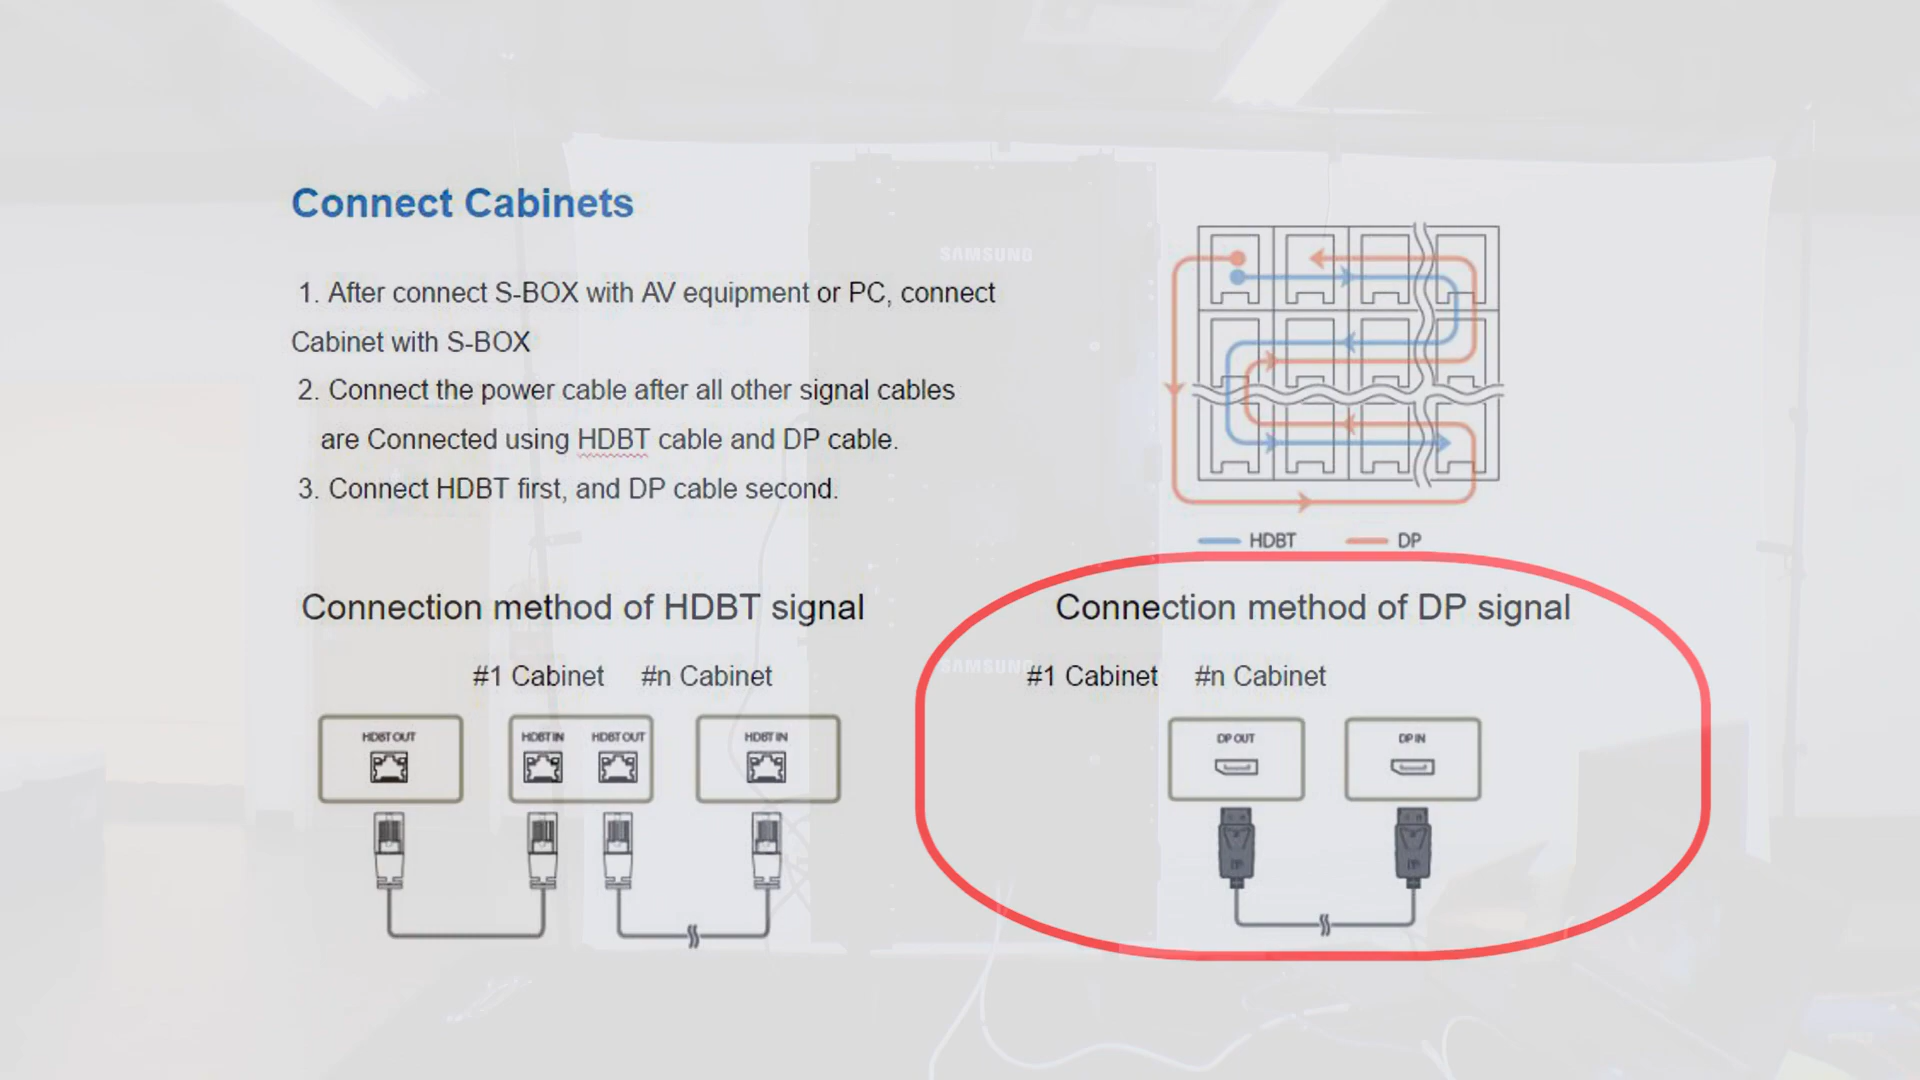 SAMSUNG
Connect Cabinets
1. After connect S-BOX with AV equipment or PC, connect
Cabinet with S-BOX
2. Connect the power cable after all other signal cables
are Connected using HDBT cable and DP cable.
3. Connect HDBT first, and DP cable second.
HDBT
DP
Connection method of HDBT signal
#1 Cabinet
#n Cabinet
HDBT OUT
HDBT IN
HDBT OUT
HDBT IN
Connection method of DP signal
SAMSUNG
#1 Cabinet
#n Cabinet
DP OUT
DP IN